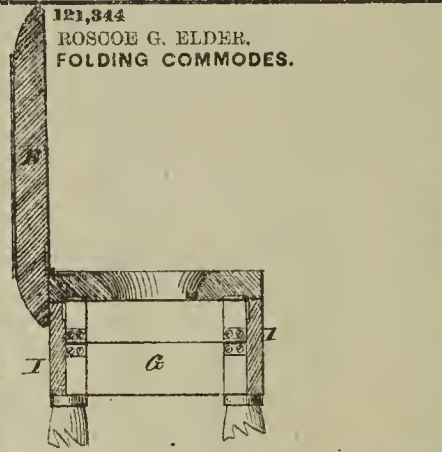 121,344
ROSCOE G. ELDER.
FOLDING COMMODES.
I
G